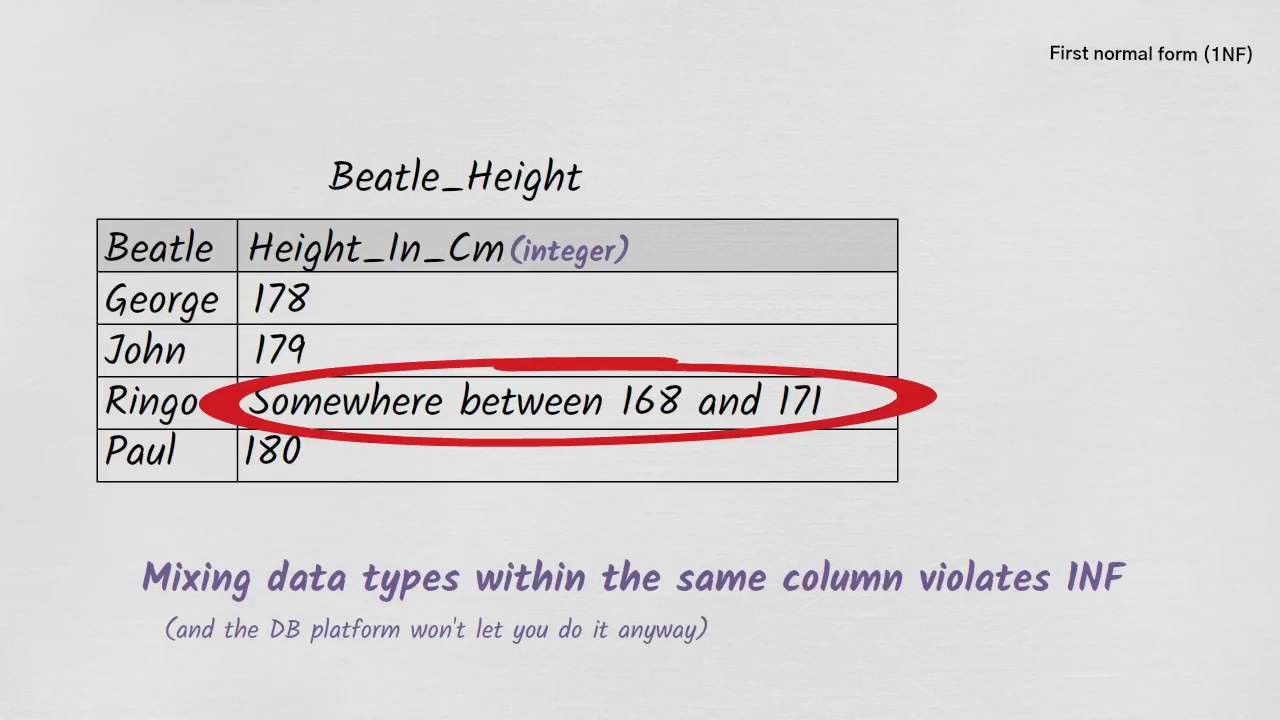 First normal form (1NF)
Beatle_Height
Beatle Height_In_Cm (integer)
George 178
John 179
Ringo Somewhere between 168 and 171
Paul 180
Mixing data types within the same column violates 1NF
(and the DB platform won't let you do it anyway)